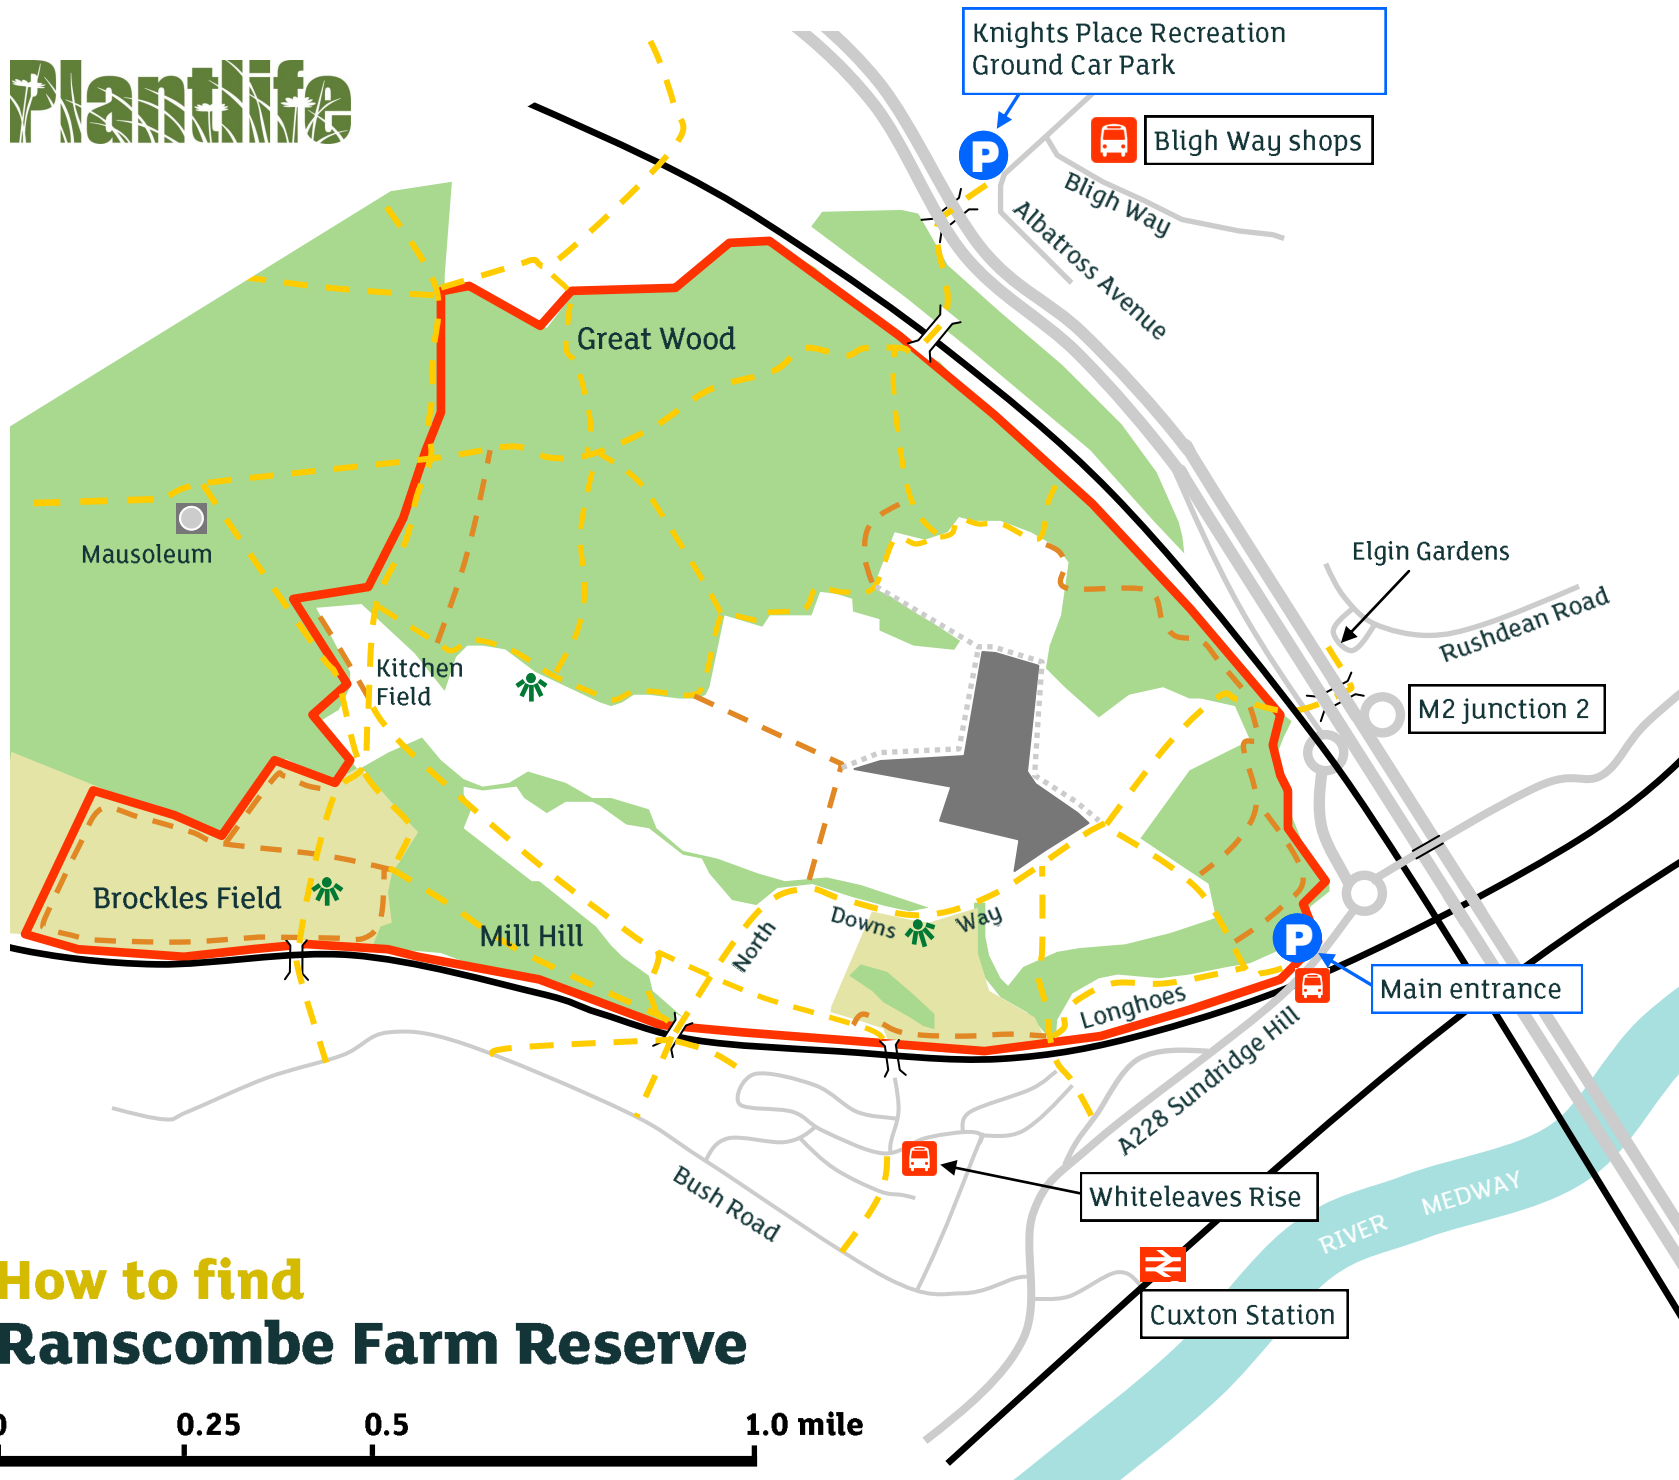 Plantlife
Knights Place Recreation
Ground Car Park
P
Bligh Way shops
Bligh Way
Albatross Avenue
Great Wood
Mausoleum
Elgin Gardens
Rushdean Road
Kitchen
Field
M2 junction 2
Brockles Field
Mill Hill
North
Downs
Way
P
Main entrance
Longhoes
A228 Sundridge Hill
Bush Road
Whiteleaves Rise
RIVER MEDWAY
Cuxton Station
How to find
Ranscombe Farm Reserve
0 0.25 0.5 1.0 mile